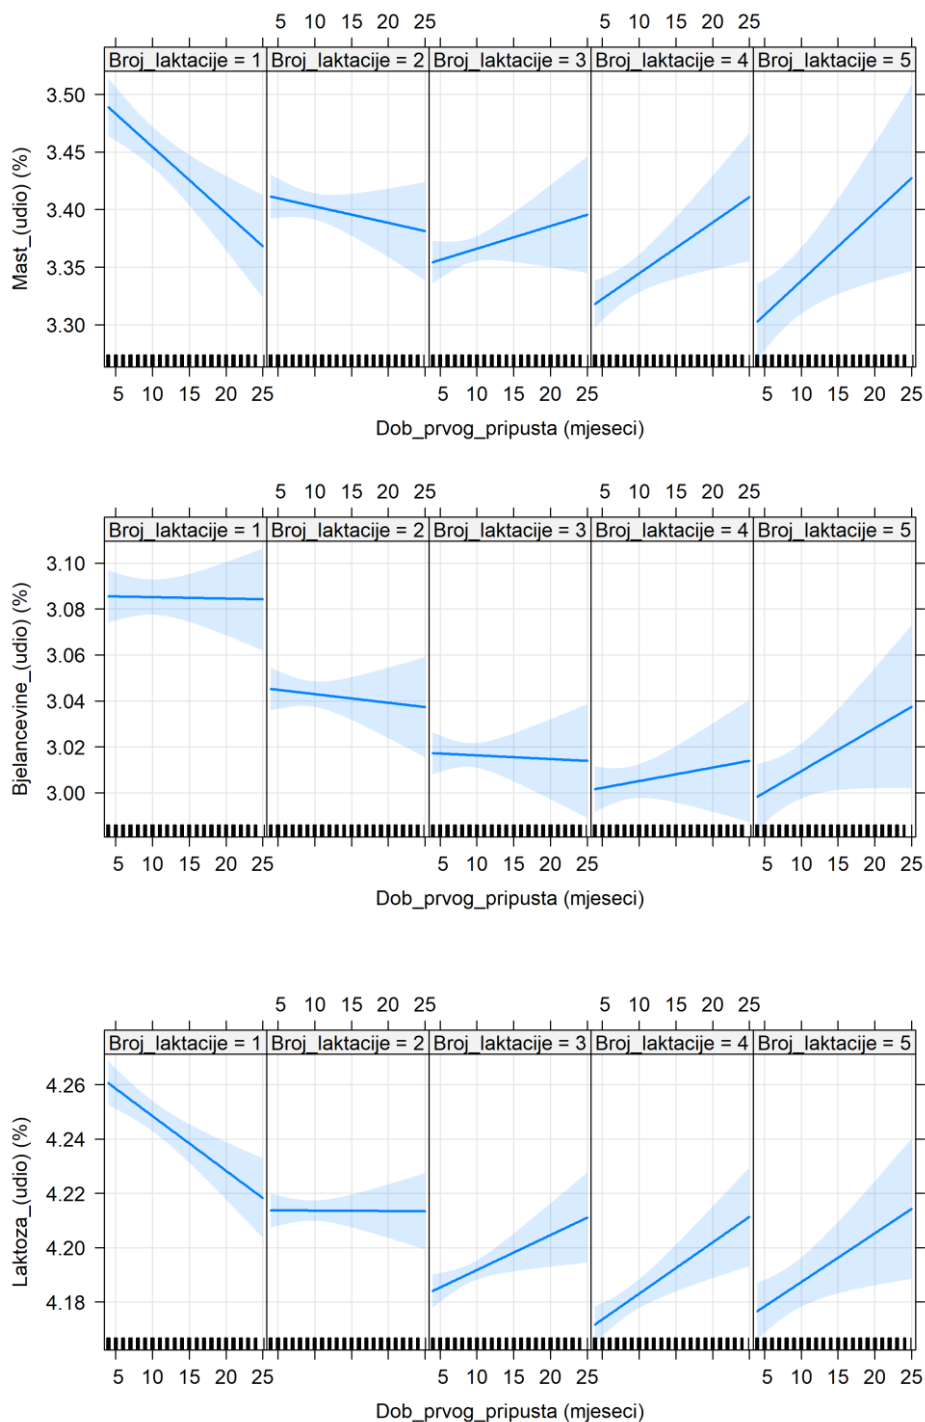 5 10 15 20 25 5 10 15 20 25
Broj_laktacije = 1 Broj_laktacije = 2 Broj_laktacije = 3 Broj_laktacije = 4 Broj_laktacije = 5
3.50
3.45
3.40
3.35
3.30
Mast_(udio) (%)
5 10 15 20 25 5 10 15 20 25 5 10 15 20 25
Dob_prvog_pripusta (mjeseci)
5 10 15 20 25 5 10 15 20 25
Broj_laktacije = 1 Broj_laktacije = 2 Broj_laktacije = 3 Broj_laktacije = 4 Broj_laktacije = 5
3.10
3.08
3.06
3.04
3.02
3.00
Bjelancevine_(udio) (%)
5 10 15 20 25 5 10 15 20 25 5 10 15 20 25
Dob_prvog_pripusta (mjeseci)
5 10 15 20 25 5 10 15 20 25
Broj_laktacije = 1 Broj_laktacije = 2 Broj_laktacije = 3 Broj_laktacije = 4 Broj_laktacije = 5
4.26
4.24
4.22
4.20
4.18
Laktoza_(udio) (%)
5 10 15 20 25 5 10 15 20 25 5 10 15 20 25
Dob_prvog_pripusta (mjeseci)